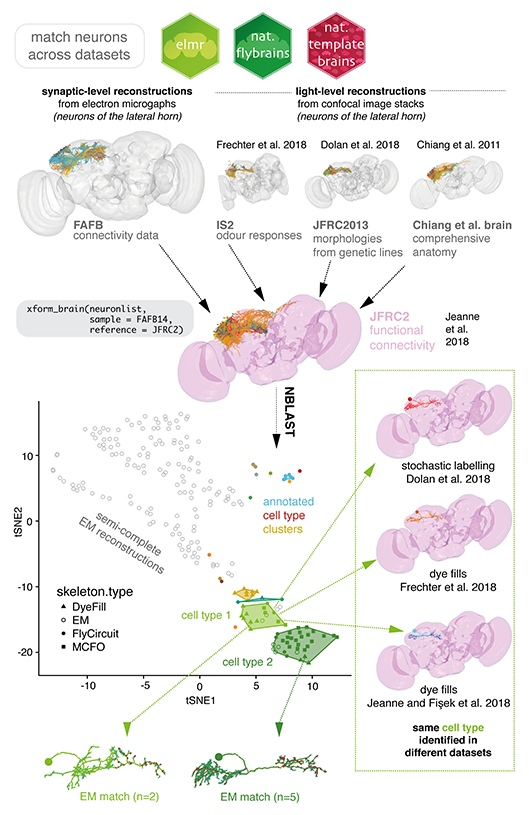 match neurons
across datasets
elmr
nat.
flybrains
nat.
template
brains
synaptic-level reconstructions
from electron microgaphs
(neurons of the lateral horn)
light-level reconstructions
from confocal image stacks
(neurons of the lateral horn)
Frechter et al. 2018
Dolan et al. 2018
Chiang et al. 2011
FAFB
connectivity data
IS2
odour responses
JFRC2013
morphologies
from genetic lines
Chiang et al. brain
comprehensive
anatomy
xform_brain(neuronlist,
sample = FAFB14,
reference = JFRC2)
JFRC2
functional
connectivity
Jeanne
et al.
2018
NBLAST
tSNE2
10
0
-10
-20
annotated
cell type
clusters
semi-complete
EM reconstructions
skeleton.type
DyeFill
EM
FlyCircuit
MCFO
cell type 1
cell type 2
-10
-5
0
5
10
tSNE1
stochastic labelling
Dolan et al. 2018
dye fills
Frechter et al. 2018
dye fills
Jeanne and Fişek et al. 2018
same cell type
identified in
different datasets
EM match (n=2)
EM match (n=5)